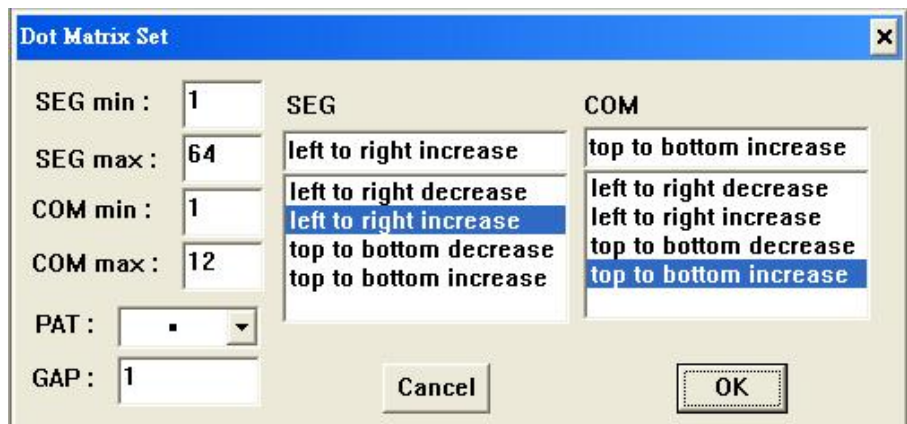 Dot Matrix Set
SEG min : 1
SEG max : 64
COM min : 1
COM max : 12
PAT :
GAP : 1
SEG
left to right increase
left to right decrease
left to right increase
top to bottom decrease
top to bottom increase
COM
top to bottom increase
left to right decrease
left to right increase
top to bottom decrease
top to bottom increase
Cancel
OK